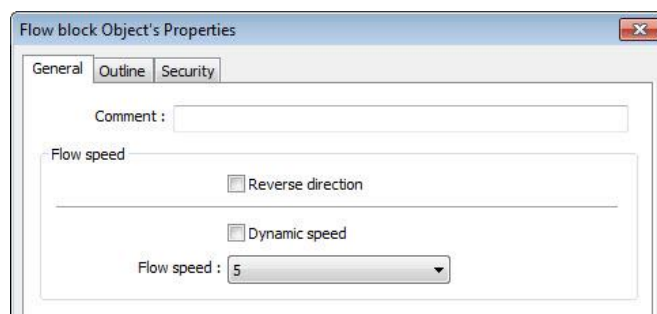 Flow block Object's Properties
General Outline Security
Comment :
Flow speed
Reverse direction
Dynamic speed
Flow speed : 5